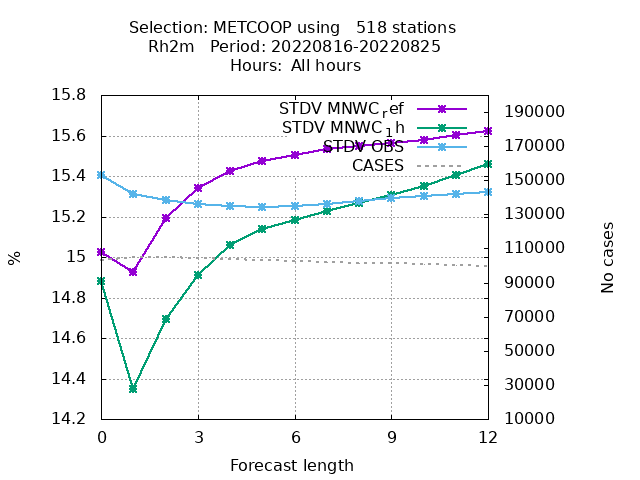 Selection: METCOOP using   518 stations
Rh2m   Period: 20220816-20220825
Hours:  All hours
STDV MNWC_ref
STDV MNWC_1h
STDV OBS
CASES
15.8
15.6
15.4
15.2
15
14.8
14.6
14.4
14.2
%
190000
170000
150000
130000
110000
90000
70000
50000
30000
10000
No cases
0 3 6 9 12
Forecast length